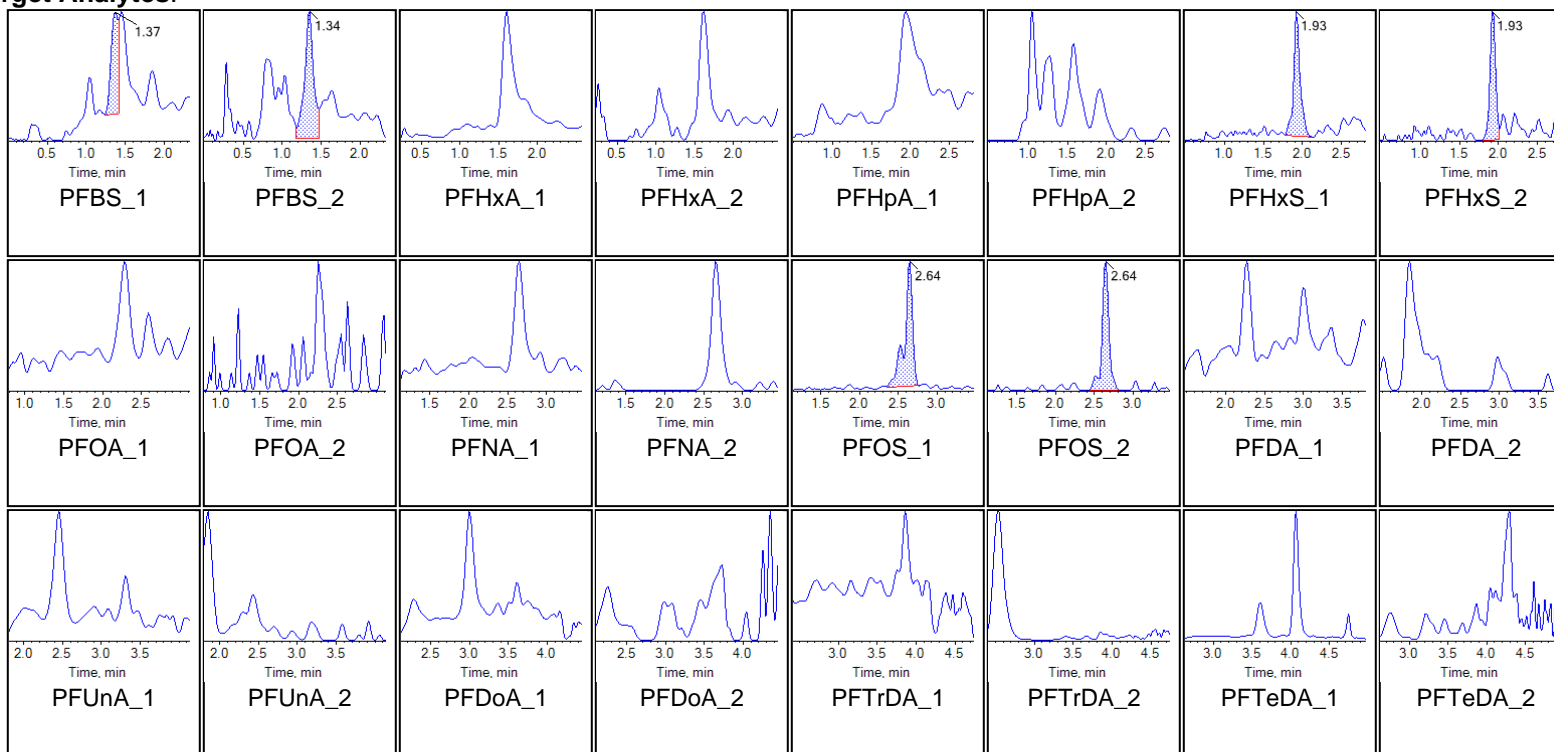 rget Analytes:
1.37 1.34 1.93 1.93
0.5 1.0 1.5 2.0 0.5 1.0 1.5 2.0 0.5 1.0 1.5 2.0 0.5 1.0 1.5 2.0 1.0 1.5 2.0 2.5 1.0 1.5 2.0 2.5 1.0 1.5 2.0 2.5 1.0 1.5 2.0 2.5
Time, min Time, min Time, min Time, min Time, min Time, min Time, min Time, min
PFBS_1 PFBS_2 PFHxA_1 PFHxA_2 PFHpA_1 PFHpA_2 PFHxS_1 PFHxS_2
2.64 2.64
1.0 1.5 2.0 2.5 1.0 1.5 2.0 2.5 1.5 2.0 2.5 3.0 1.5 2.0 2.5 3.0 1.5 2.0 2.5 3.0 1.5 2.0 2.5 3.0 2.0 2.5 3.0 3.5 2.0 2.5 3.0 3.5
Time, min Time, min Time, min Time, min Time, min Time, min Time, min Time, min
PFOA_1 PFOA_2 PFNA_1 PFNA_2 PFOS_1 PFOS_2 PFDA_1 PFDA_2
2.0 2.5 3.0 3.5 2.0 2.5 3.0 3.5 2.5 3.0 3.5 4.0 2.5 3.0 3.5 4.0 3.0 3.5 4.0 4.5 3.0 3.5 4.0 4.5 3.0 3.5 4.0 4.5 3.0 3.5 4.0 4.5
Time, min Time, min Time, min Time, min Time, min Time, min Time, min Time, min
PFUnA_1 PFUnA_2 PFDoA_1 PFDoA_2 PFTrDA_1 PFTrDA_2 PFTeDA_1 PFTeDA_2